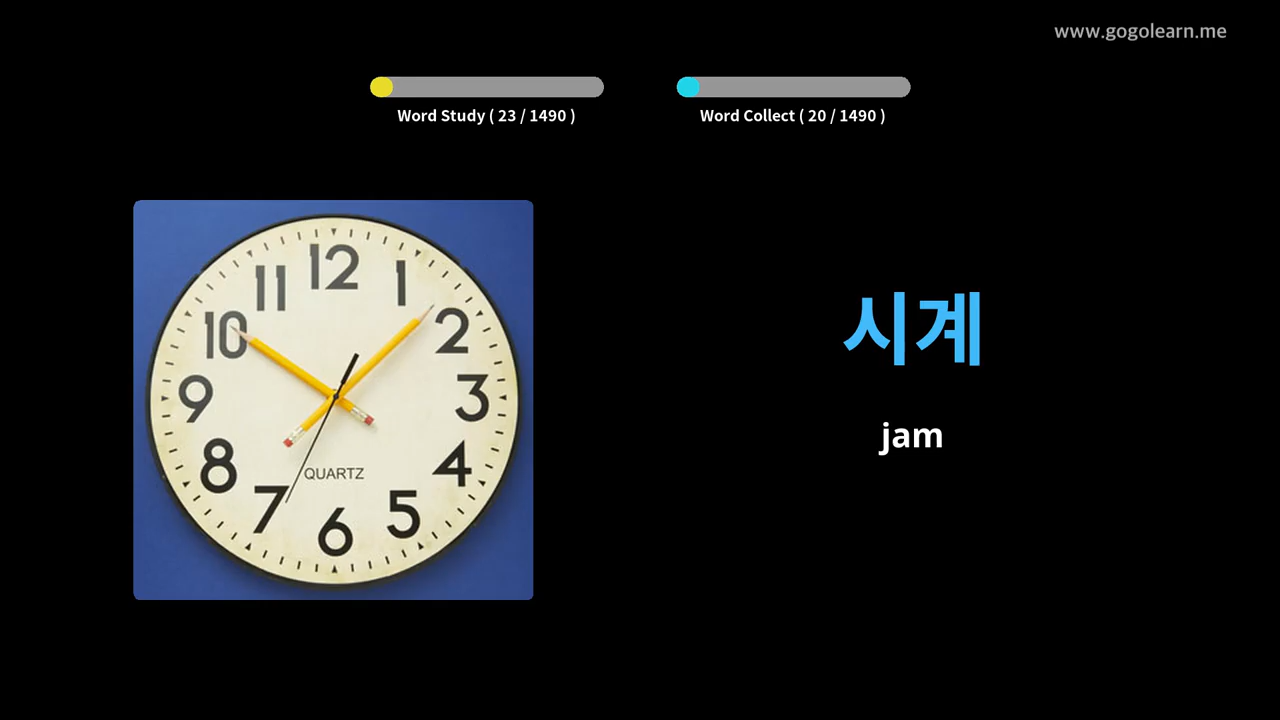 www.gogolearn.me
Word Study ( 23 / 1490 )
Word Collect ( 20 / 1490 )
12
11
1
10
2
9
3
8
4
QUARTZ
7
5
6
시계
jam